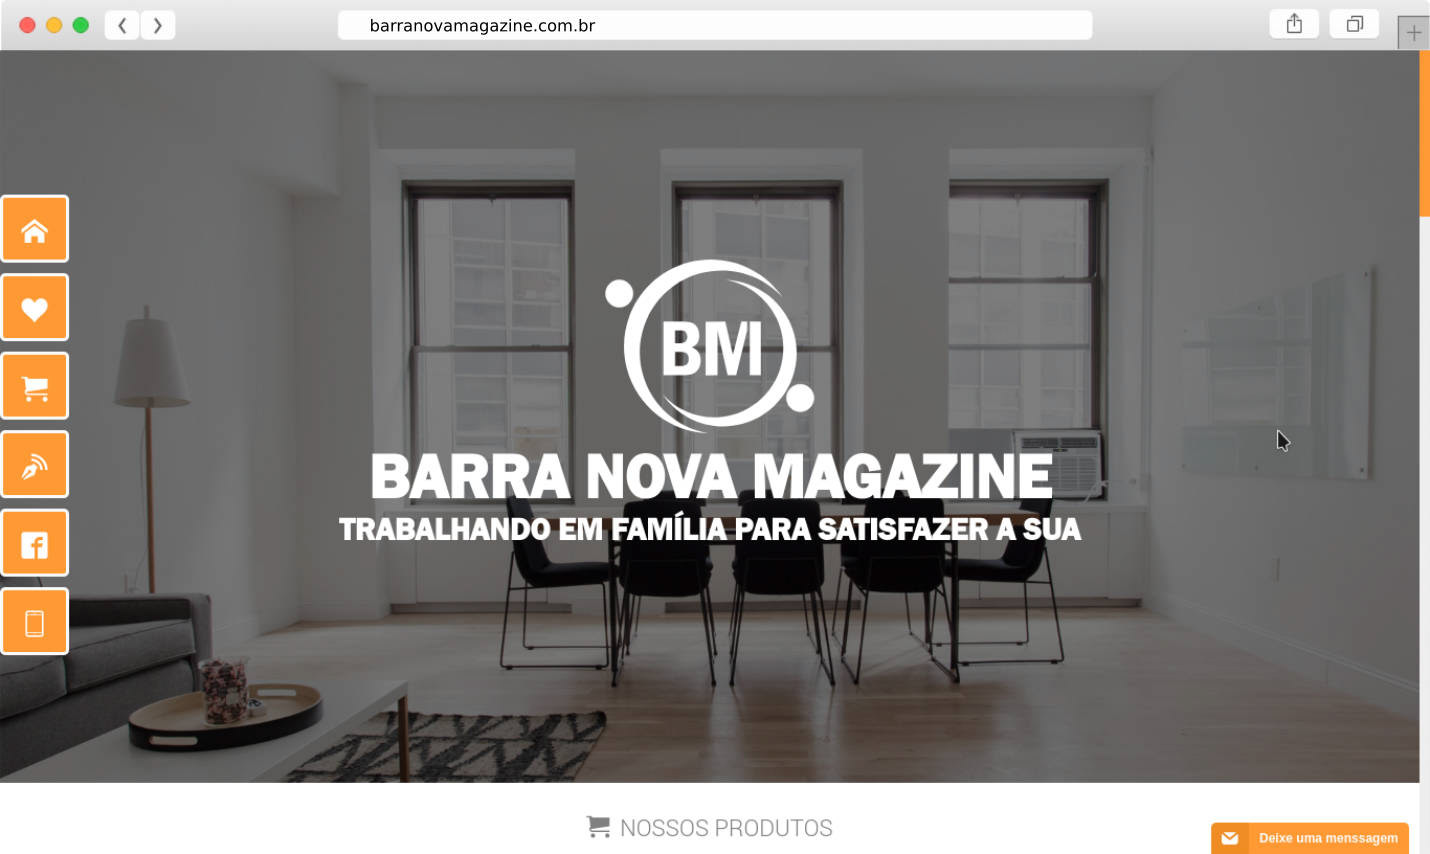 barranovamagazine.com.br
BM
BARRA NOVA MAGAZINE
TRABALHANDO EM FAMÍLIA PARA SATISFAZER A SUA
NOSSOS PRODUTOS
Deixe uma menssagem